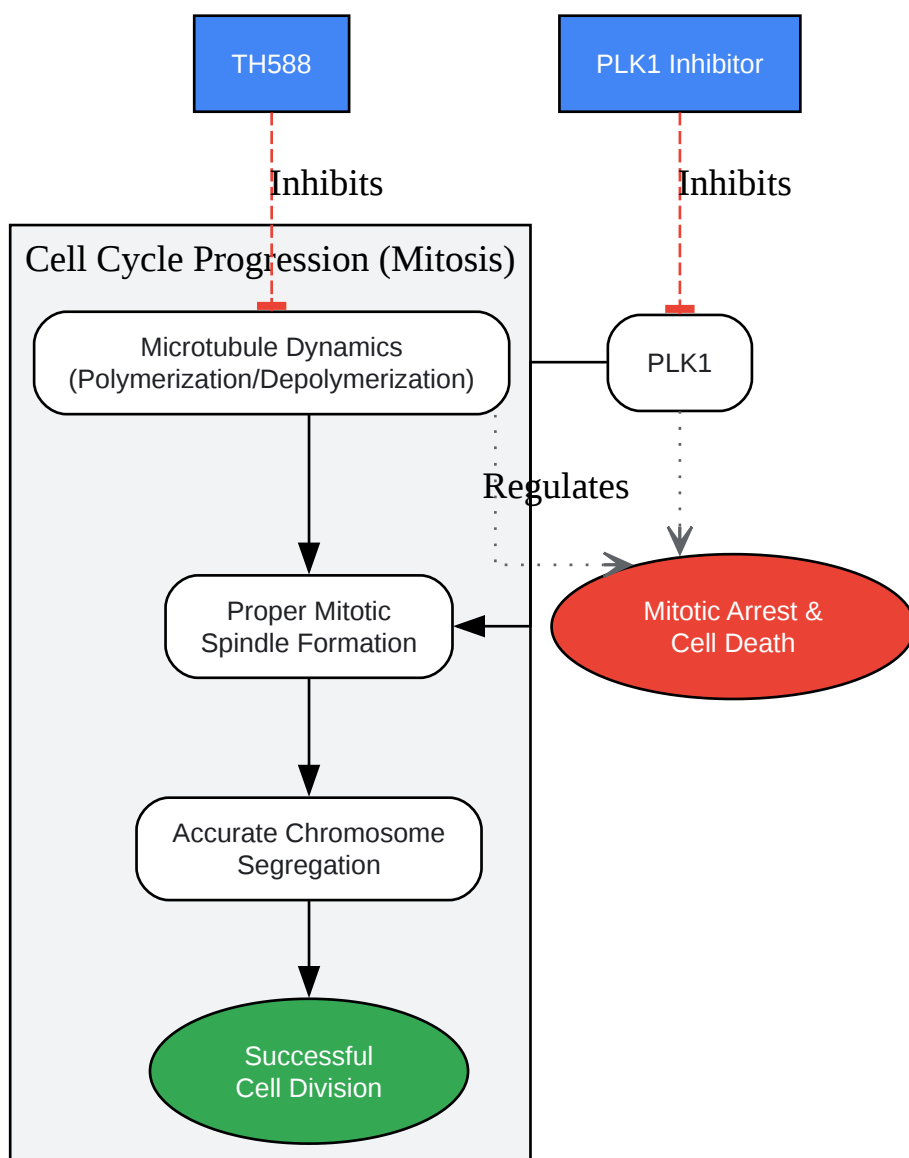 TH588
PLK1 Inhibitor
Inhibits
Inhibits
Cell Cycle Progression (Mitosis)
Microtubule Dynamics
(Polymerization/Depolymerization)
PLK1
Regulates
Proper Mitotic
Spindle Formation
Mitotic Arrest &
Cell Death
Accurate Chromosome
Segregation
Successful
Cell Division